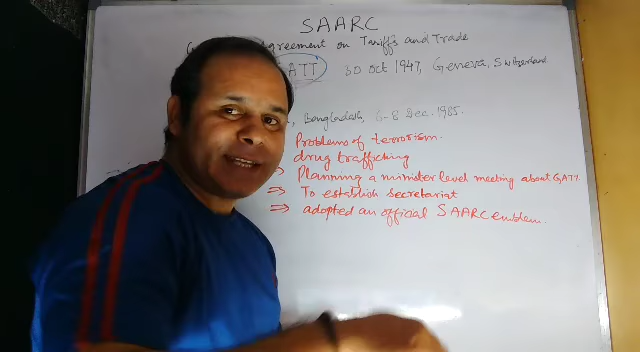 SAARC
agreement on Tariffs and Trade
ATT 30 Oct 1947, Geneva, Switzerland
Bangladesh, 6-8 Dec. 1985.
Problems of terrorism.
drug trafficking
Planning a minister level meeting about GATT.
⇒ To establish Secretariat
⇒ adopted an official SAARC emblem.